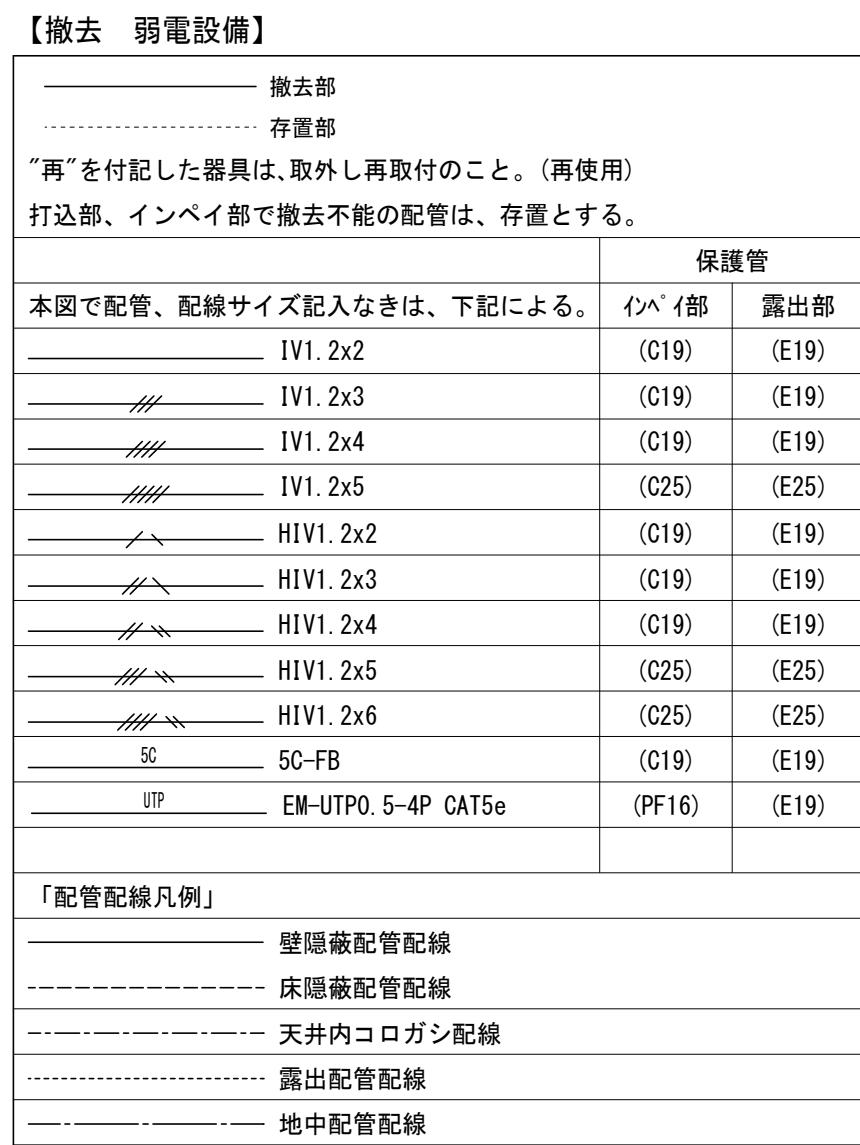 【撤去　弱電設備】
撤去部
存置部
″再″を付記した器具は、取外し再取付のこと。(再使用)
打込部、インペイ部で撤去不能の配管は、存置とする。
保護管
本図で配管、配線サイズ記入なきは、下記による。 ｲﾝﾍﾟｲ部 露出部
IV1.2x2 (C19) (E19)
IV1.2x3 (C19) (E19)
IV1.2x4 (C19) (E19)
IV1.2x5 (C25) (E25)
HIV1.2x2 (C19) (E19)
HIV1.2x3 (C19) (E19)
HIV1.2x4 (C19) (E19)
HIV1.2x5 (C25) (E25)
HIV1.2x6 (C25) (E25)
5C 5C-FB (C19) (E19)
UTP EM-UTP0.5-4P CAT5e (PF16) (E19)
「配管配線凡例」
壁隠蔽配管配線
床隠蔽配管配線
天井内コロガシ配線
露出配管配線
地中配管配線